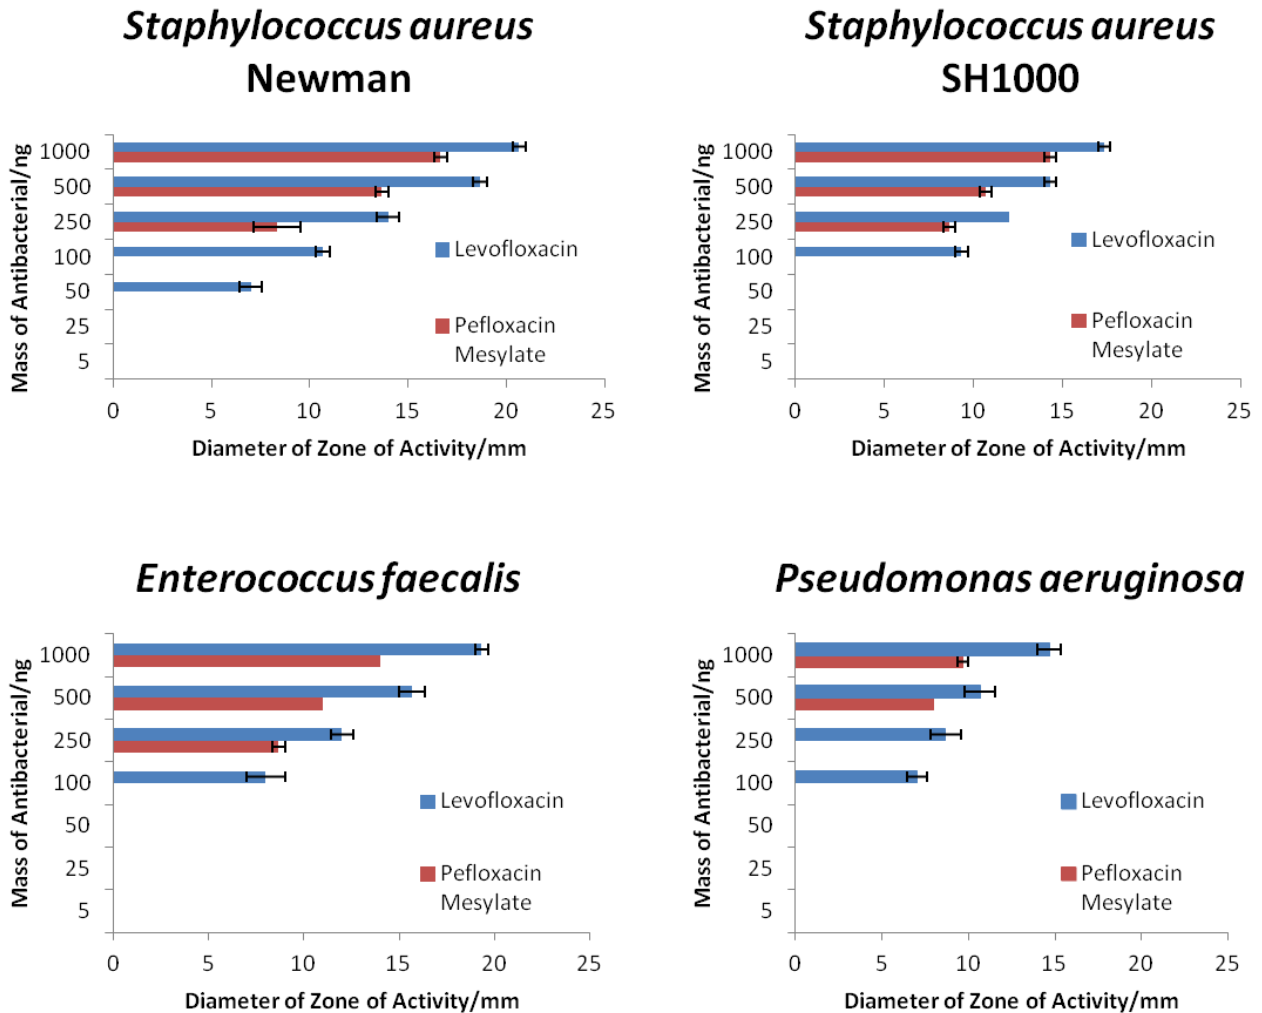 Staphylococcus aureus
Newman
Mass of Antibacterial/ng
1000
500
250
100
50
25
5
Levofloxacin
Pefloxacin
Mesylate
0 5 10 15 20 25
Diameter of Zone of Activity/mm
Staphylococcus aureus
SH1000
Mass of Antibacterial/ng
1000
500
250
100
50
25
5
Levofloxacin
Pefloxacin
Mesylate
0 5 10 15 20 25
Diameter of Zone of Activity/mm
Enterococcus faecalis
Mass of Antibacterial/ng
1000
500
250
100
50
25
5
Levofloxacin
Pefloxacin
Mesylate
0 5 10 15 20 25
Diameter of Zone of Activity/mm
Pseudomonas aeruginosa
Mass of Antibacterial/ng
1000
500
250
100
50
25
5
Levofloxacin
Pefloxacin
Mesylate
0 5 10 15 20 25
Diameter of Zone of Activity/mm